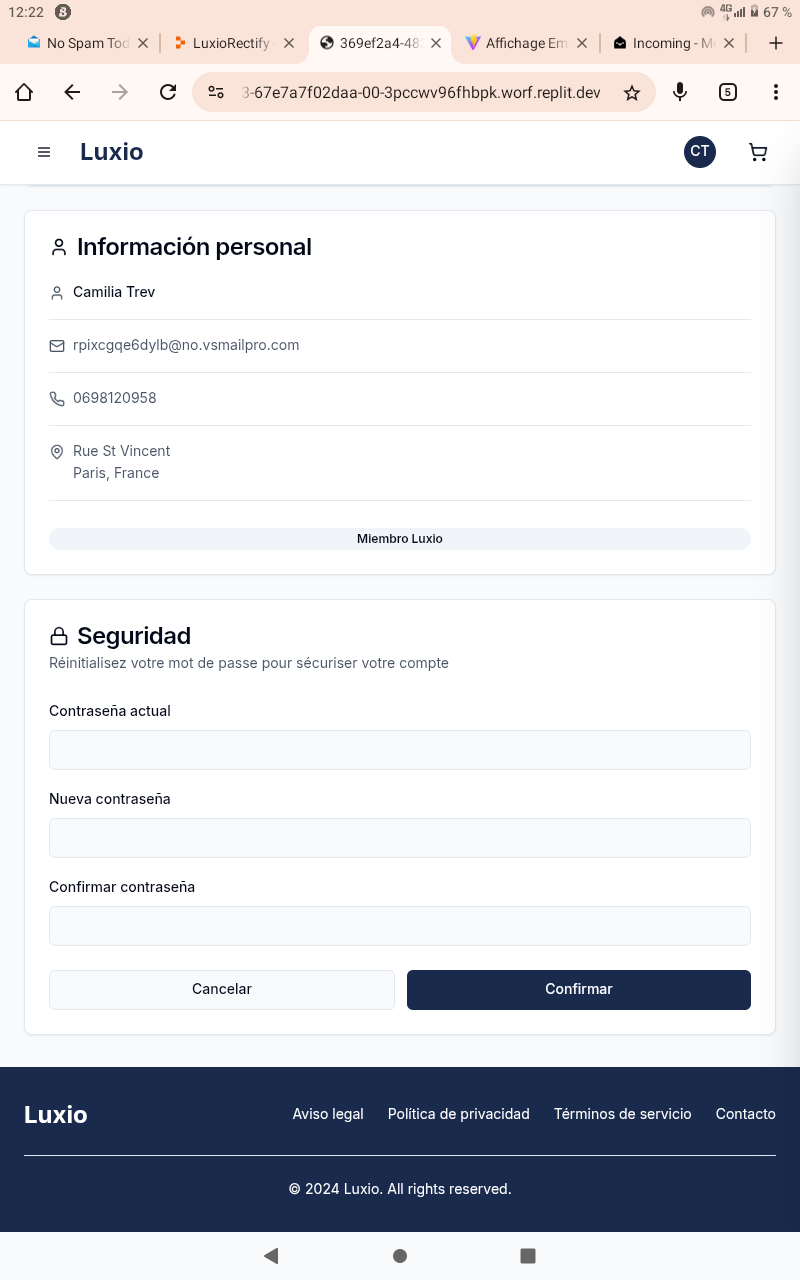 12:22
4G
67 %
No Spam Tod
LuxioRectify
369ef2a4-48
Affichage Em
Incoming - M
3-67e7a7f02daa-00-3pccwv96fhbpk.worf.replit.dev
5
Luxio
CT
Información personal
Camilia Trev
rpixcgqe6dylb@no.vsmailpro.com
0698120958
Rue St Vincent
Paris, France
Miembro Luxio
Seguridad
Réinitialisez votre mot de passe pour sécuriser votre compte
Contraseña actual
Nueva contraseña
Confirmar contraseña
Cancelar
Confirmar
Luxio
Aviso legal
Política de privacidad
Términos de servicio
Contacto
© 2024 Luxio. All rights reserved.